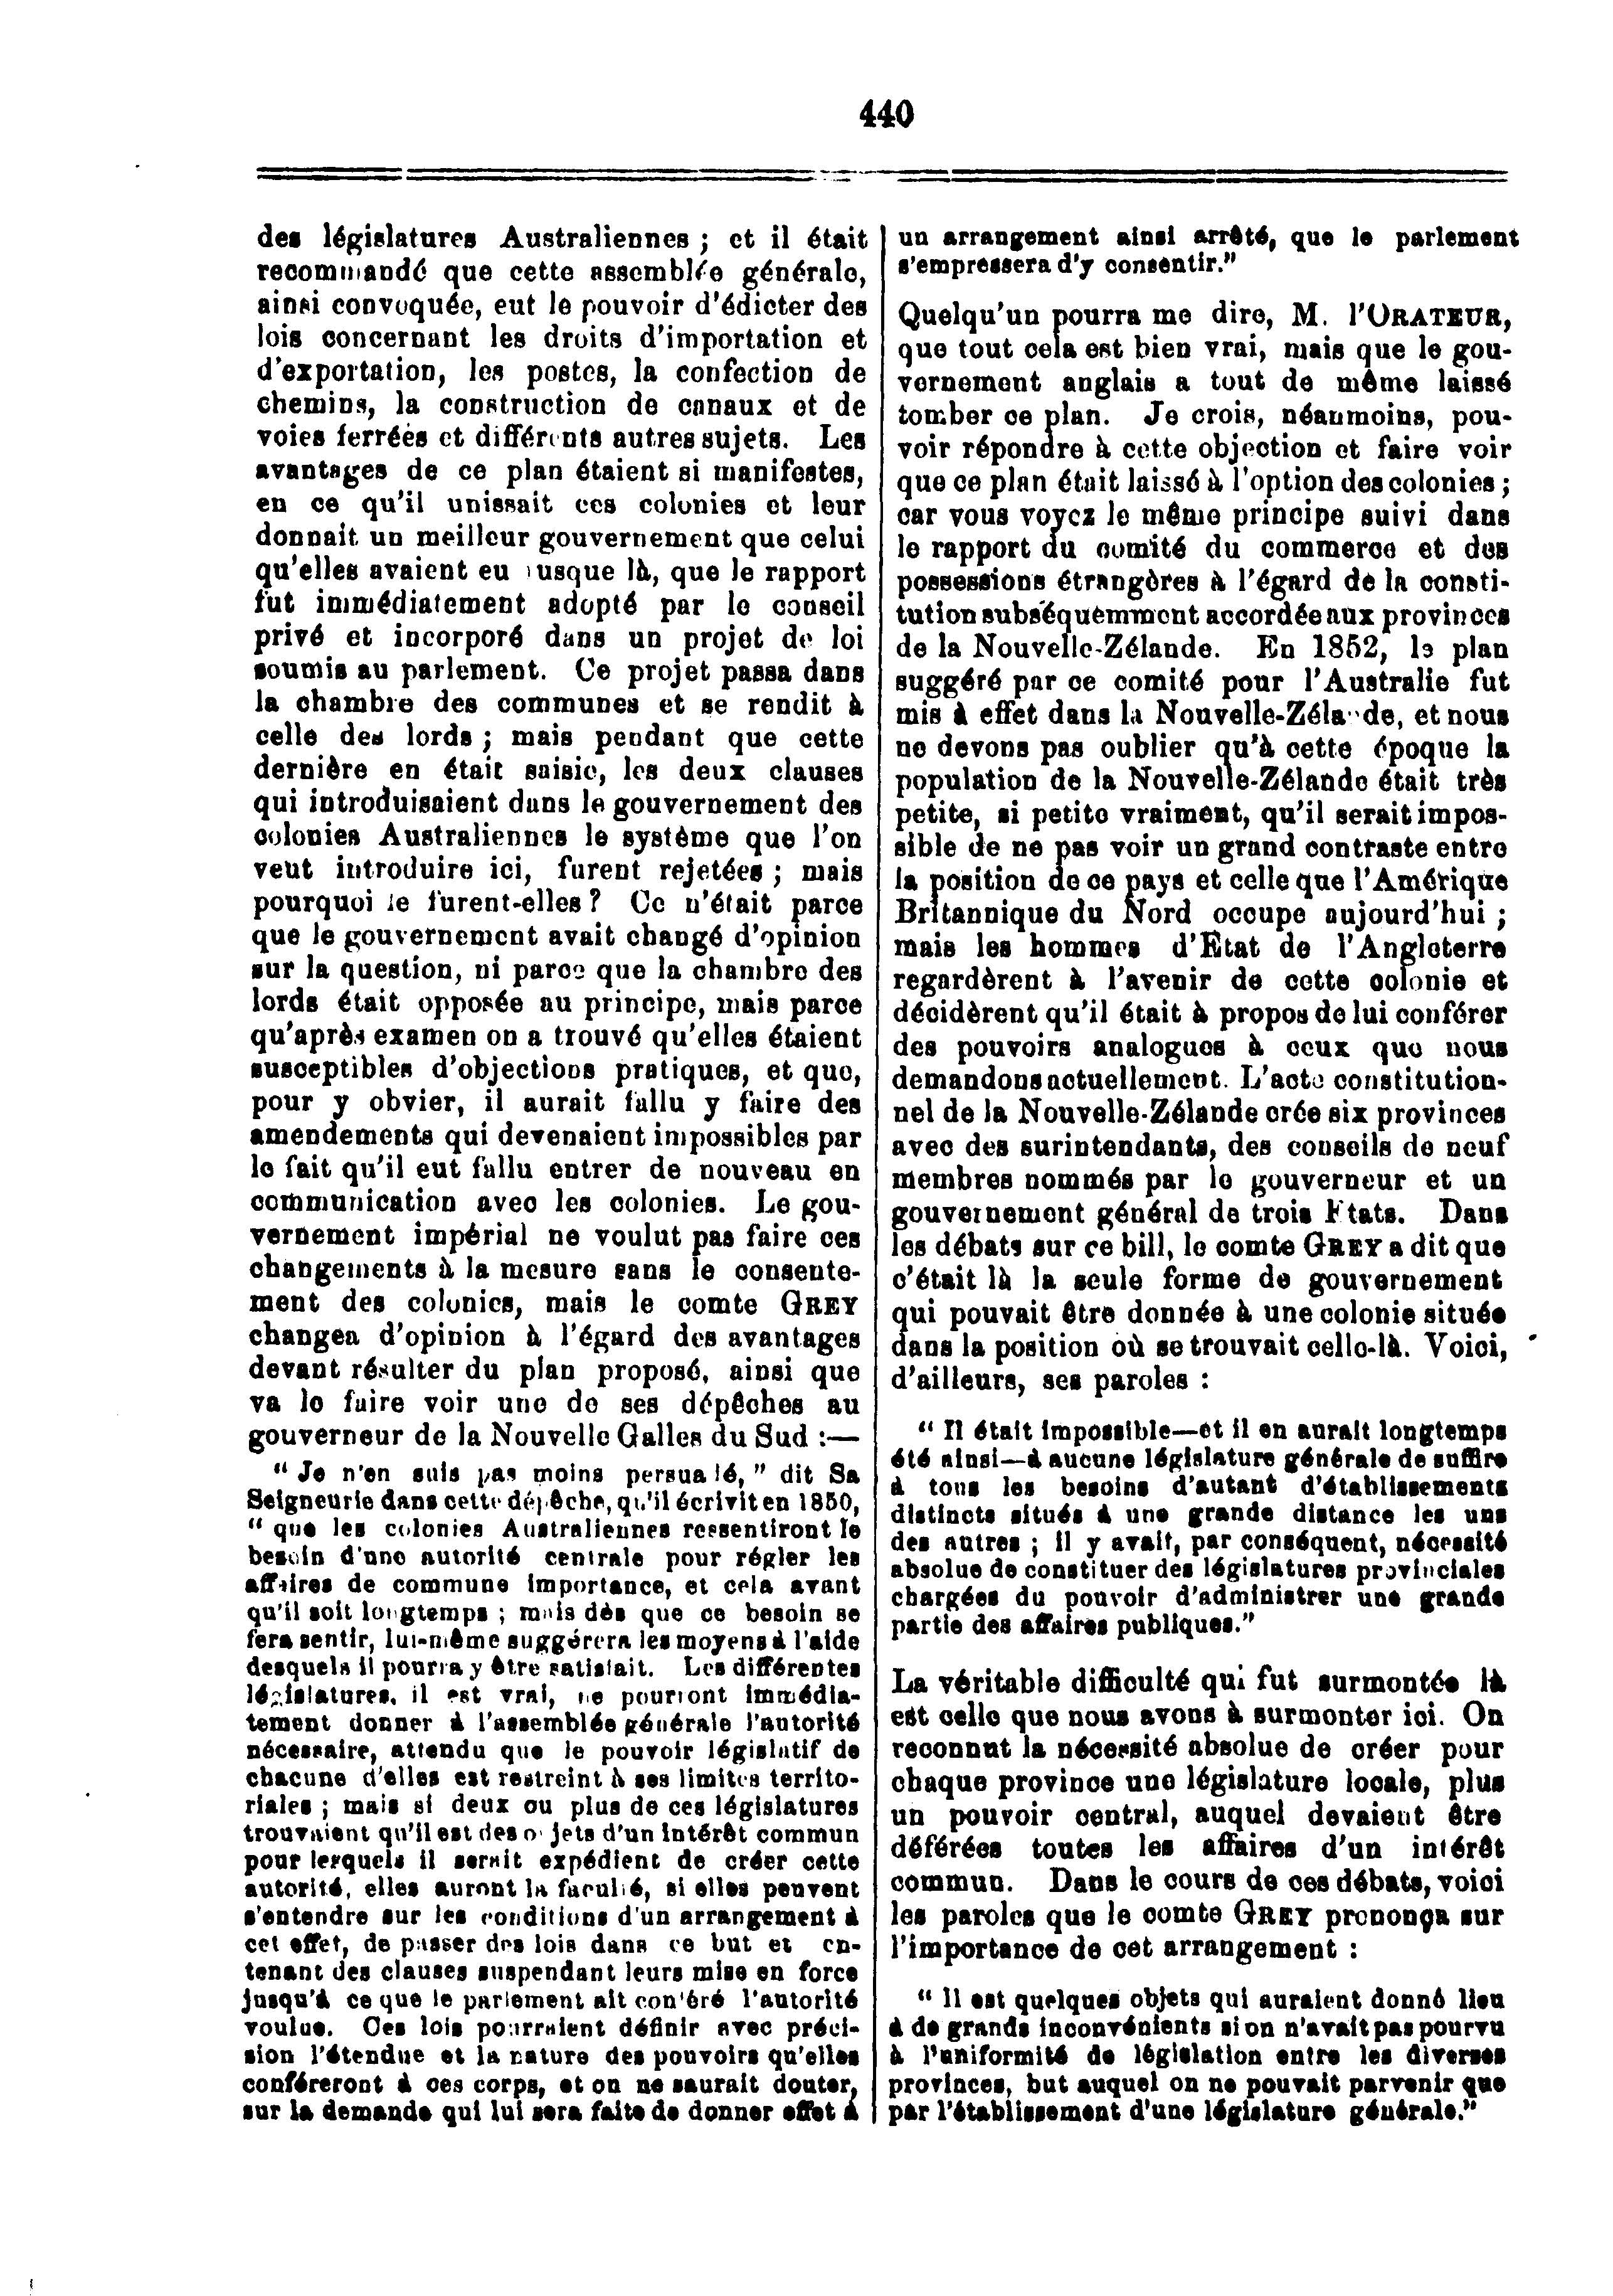 440
des législatures Australiennes ; et il était
recommandé que cette assemblée générale,
ainsi convoquée, eut le pouvoir d'édicter des
lois concernant les droits d'importation et
d'exportation, les postes, la confection de
chemins, la construction de canaux et de
voies ferrées et différents autres sujets. Les
avantages de ce plan étaient si manifestes,
en ce qu'il unissait ces colonies et leur
donnait un meilleur gouvernement que celui
qu'elles avaient eu jusque là, que le rapport
fut immédiatement adopté par le conseil
privé et incorporé dans un projet de loi
soumis au parlement. Ce projet passa dans
la chambre des communes et se rendit à
celle des lords ; mais pendant que cette
dernière en était saisie, les deux clauses
qui introduisaient dans le gouvernement des
colonies Australiennes le système que l'on
veut introduire ici, furent rejetées ; mais
pourquoi le furent-elles ? Ce n'était parce
que le gouvernement avait changé d'opinion
sur la question, ni parce que la chambre des
lords était opposée au principe, mais parce
qu'après examen on a trouvé qu'elles étaient
susceptibles d'objections pratiques, et que,
pour y obvier, il aurait fallu y faire des
amendements qui devenaient impossibles par
le fait qu'il eut fallu entrer de nouveau en
communication avec les colonies. Le gou-
vernement impérial ne voulut pas faire ces
changements à la mesure sans le consente-
ment des colonies, mais le comte GREY
changea d'opinion à l'égard des avantages
devant résulter du plan proposé, ainsi que
va le faire voir une de ses dépêches au
gouverneur de la Nouvelle Galles du Sud :—
" Je n'en suis pas moins persuadé, " dit Sa
Seigneurie dans cette dépêche, qu'il écrivit en 1850,
" que les colonies Australiennes ressentiront le
besoin d'une autorité centrale pour régler les
affaires de commune importance, et cela avant
qu'il soit longtemps ; mais dès que ce besoin se
fera sentir, lui-même suggérera les moyens à l'aide
desquels il pourra y être satisfait. Les différentes
législatures, il est vrai, ne pourront immédia-
tement donner à l'assemblée générale l'autorité
nécessaire, attendu que le pouvoir législatif de
chacune d'elles est restreint à ses limites territo-
riales ; mais si deux ou plus de ces législatures
trouvaient qu'il est des objets d'un intérêt commun
pour lesquels il serait expédient de créer cette
autorité, elles auront la faculté, si elles peuvent
s'entendre sur les conditions d'un arrangement à
cet effet, de passer des lois dans ce but et cn-
tenant des clauses suspendant leurs mise en force
jusqu'à ce que le parlement ait conféré l'autorité
voulue. Ces lois pourraient définir avec préci-
sion l'étendue et la nature des pouvoirs qu'elles
conféreront à ces corps, et on ne saurait douter,
sur la demande qui lui sera faite de donner effet à
un arrangement ainsi arrêté, que le parlement
s'empressera d'y consentir."
Quelqu'un pourra me dire, M. l'ORATEUR,
que tout cela est bien vrai, mais que le gou-
vernement anglais a tout de même laissé
tomber ce plan. Je crois, néanmoins, pou-
voir répondre à cette objection et faire voir
que ce plan était laissé à l'option des colonies ;
car vous voyez le même principe suivi dans
le rapport du comité du commerce et des
possessions étrangères à l'égard de la consti-
tution subséquemment accordée aux provinces
de la Nouvelle-Zélande. En 1852, le plan
suggéré par ce comité pour l'Australie fut
mis à effet dans la Nouvelle-Zélande, et nous
ne devons pas oublier qu'à cette époque la
population de la Nouvelle-Zélande était très
petite, si petite vraiment, qu'il serait impos-
sible de ne pas voir un grand contraste entre
la position de ce pays et celle que l'Amérique
Britannique du Nord occupe aujourd'hui ;
mais les hommes d'Etat de l'Angleterre
regardèrent à l'avenir de cette colonie et
décidèrent qu'il était à propos de lui conférer
des pouvoirs analogues à ceux que nous
demandons actuellement. L'acte constitution-
nel de la Nouvelle-Zélande crée six provinces
avec des surintendants, des conseils de neuf
membres nommés par le gouverneur et un
gouvernement général de trois Etats. Dans
les débats sur ce bill, le comte GREY a dit que
c'était là la seule forme de gouvernement
qui pouvait être donnée à une colonie située
dans la position où se trouvait celle-là. Voici,
d'ailleurs, ses paroles :
" Il était impossible—et il en aurait longtemps
été ainsi—à aucune législature générale de suffire
à tous les besoins d'autant d'établissements
distincts situés à une grande distance les uns
des autres ; il y avait, par conséquent, nécessité
absolue de constituer des législatures provinciales
chargées du pouvoir d'administrer une grande
partie des affaires publiques."
La véritable difficulté qui fut surmontée là
est celle que nous avons à surmonter ici. On
reconnut la nécessité absolue de créer pour
chaque province une législature locale, plus
un pouvoir central, auquel devaient être
déférées toutes les affaires d'un intérêt
commun. Dans le cours de ces débats, voici
les paroles que le comte GREY prononça sur
l'importance de cet arrangement :
" Il est quelques objets qui auraient donné lieu
à de grands inconvénients si on n'avait pas pourvu
à l'uniformité de législation entre les diverses
provinces, but auquel on ne pouvait parvenir que
par l'établissement d'une législature générale."